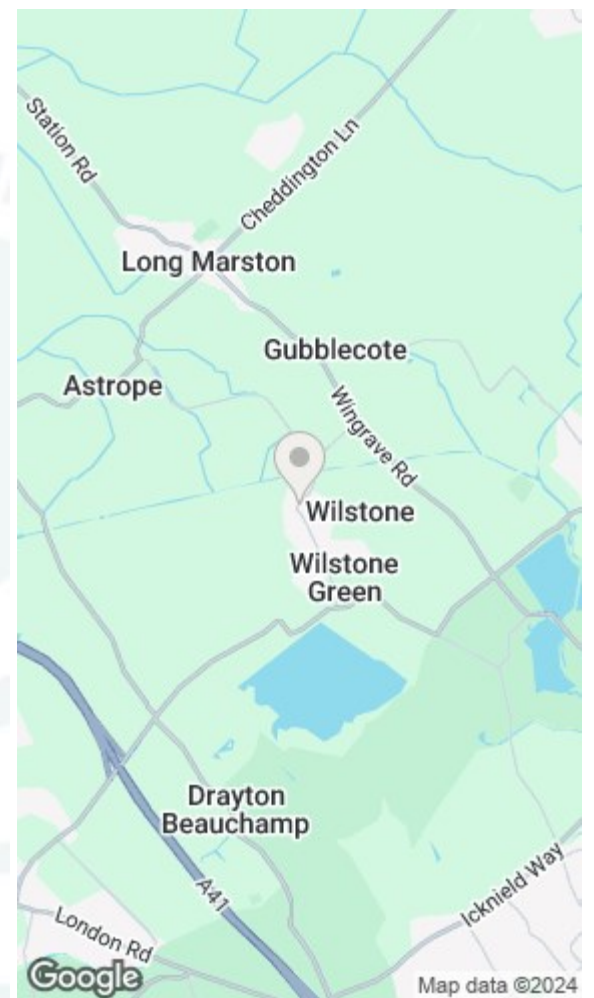 Station Rd
Cheddington Ln
Long Marston
Gubblecote
Astrope
Wingrave Rd
Wilstone
Wilstone
Green
Drayton
Beauchamp
A41
Icknield Way
London Rd
Google
Map data ©2024